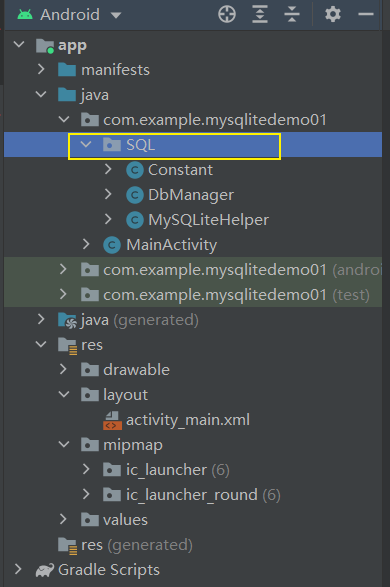 Android
app
manifests
java
com.example.mysqlitedemo01
SQL
Constant
DbManager
MySQLiteHelper
MainActivity
com.example.mysqlitedemo01 (andro
com.example.mysqlitedemo01 (test)
java (generated)
res
drawable
layout
activity_main.xml
mipmap
ic_launcher (6)
ic_launcher_round (6)
values
res (generated)
Gradle Scripts